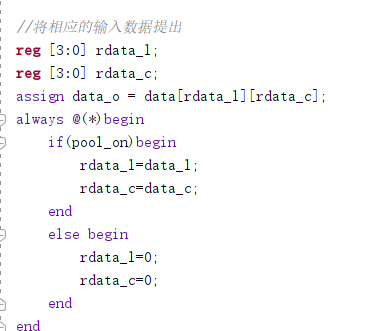 //将相应的输入数据提出
reg [3:0] rdata_l;
reg [3:0] rdata_c;
assign data_o = data[rdata_l][rdata_c];
always @(*)begin
if(pool_on)begin
rdata_l=data_l;
rdata_c=data_c;
end
else begin
rdata_l=0;
rdata_c=0;
end
end